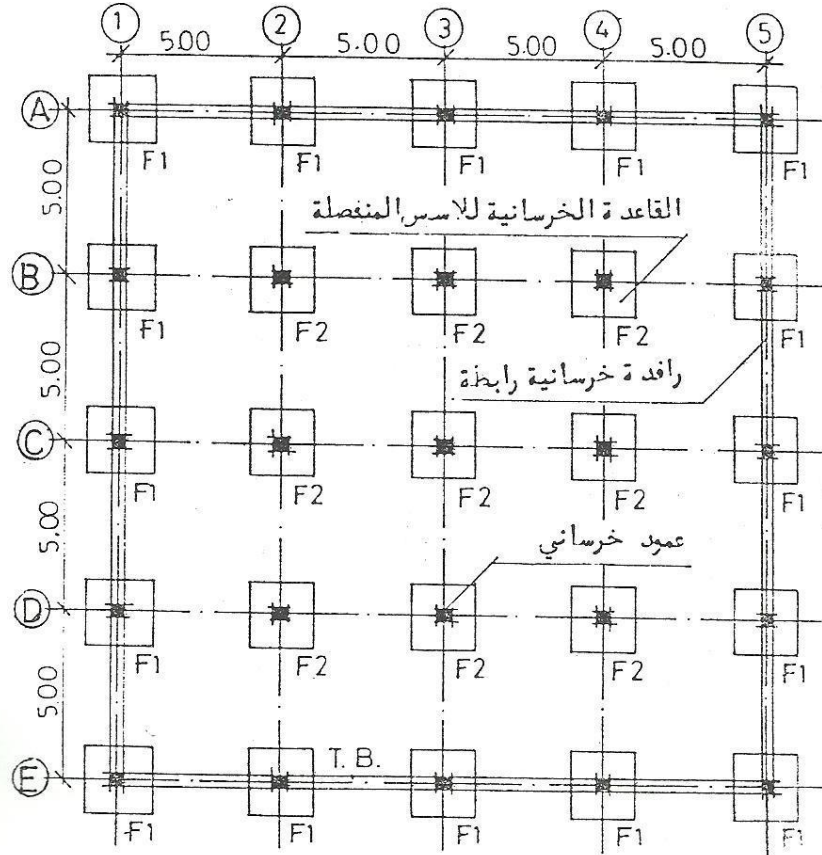 1 2 3 4 5
5.00 5.00 5.00 5.00
A
F1 F1 F1 F1 F1
5.00
القاعدة الخرسانية للاسس المنفصلة
B
F1 F2 F2 F2 F1
5.00
رافدة خرسانية رابطة
C
F1 F2 F2 F2 F1
5.00
عمود خرساني
D
F1 F2 F2 F2 F1
5.00
T.B.
E
F1 F1 F1 F1 F1